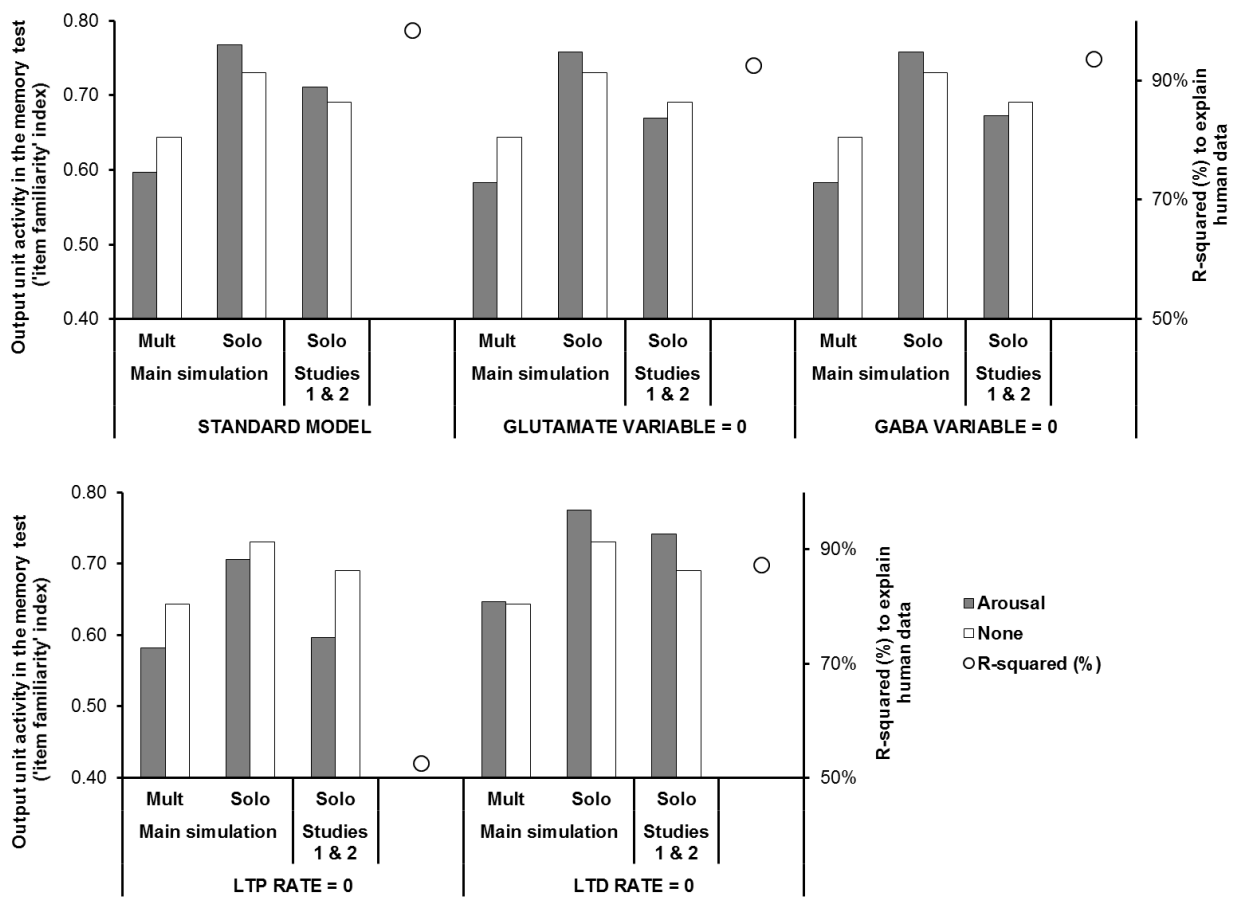 Output unit activity in the memory test
('item familiarity' index)
0.80
0.70
0.60
0.50
0.40
90%
70%
50%
R-squared (%) to explain
human data
Mult Solo Solo Mult Solo Solo Mult Solo Solo
Main simulation Studies Main simulation Studies Main simulation Studies
1 & 2 1 & 2 1 & 2
STANDARD MODEL GLUTAMATE VARIABLE = 0 GABA VARIABLE = 0
Output unit activity in the memory test
('item familiarity' index)
0.80
0.70
0.60
0.50
0.40
90%
70%
50%
R-squared (%) to explain
human data
Mult Solo Solo Mult Solo Solo
Main simulation Studies Main simulation Studies
1 & 2 1 & 2
LTP RATE = 0 LTD RATE = 0
Arousal
None
R-squared (%)